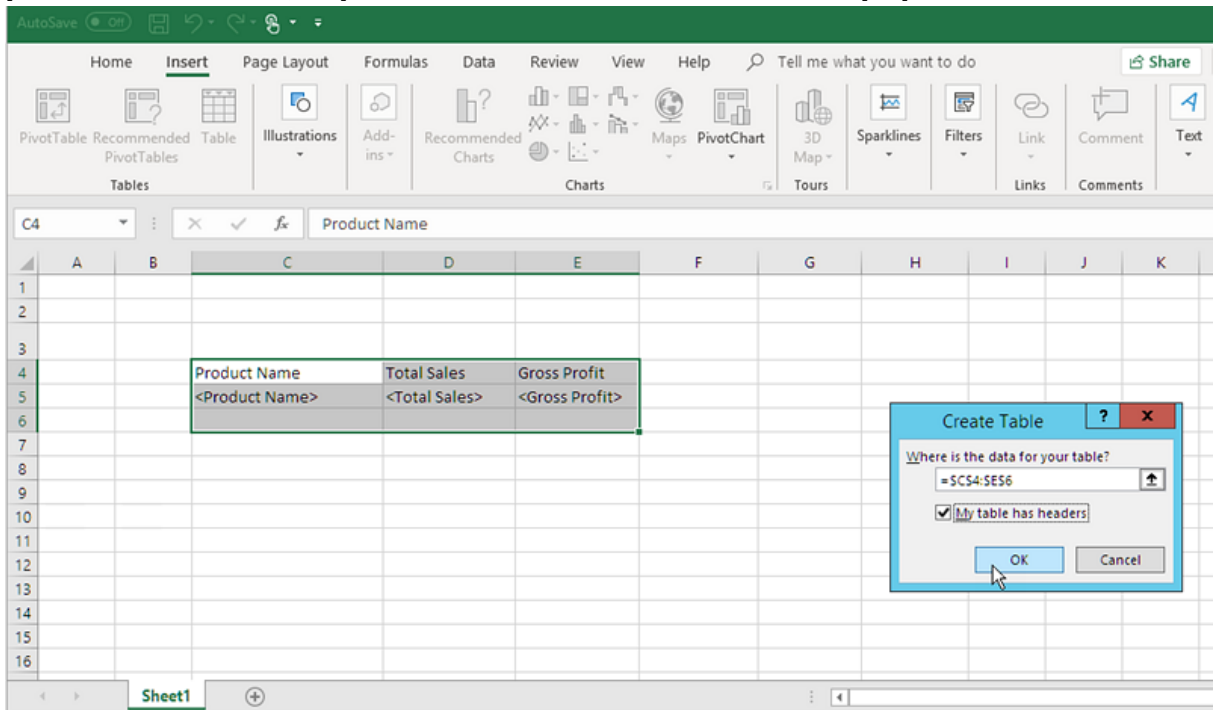 AutoSave Off
Home Insert Page Layout Formulas Data Review View Help Tell me what you want to do Share
PivotTable Recommended PivotTables Table Illustrations Add-ins Recommended Charts Maps PivotChart 3D Map Sparklines Filters Link Comment Text
Tables Charts Tours Links Comments
C4 fx Product Name
A B C D E F G H I J K
1
2
3
4 Product Name Total Sales Gross Profit
5 <Product Name> <Total Sales> <Gross Profit>
6
7
8
9
10
11
12
13
14
15
16
Create Table ? x
Where is the data for your table?
=$C$4:$E$6
My table has headers
OK Cancel
Sheet1